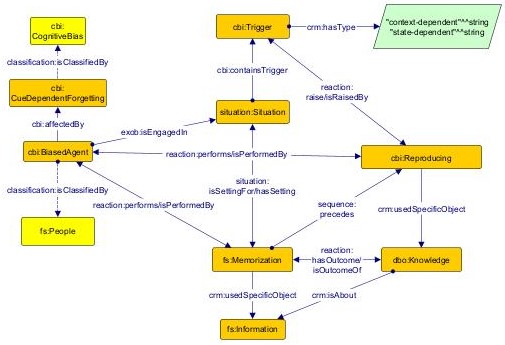 cbi:
CognitiveBias
cbi:Trigger
crm:hasType
"context-dependent"^^string
"state-dependent"^^string
classification:isClassifiedBy
cbi:containsTrigger
reaction:
raise/isRaisedBy
cbi:
CueDependentForgetting
cbi:affectedBy
exob:isEngagedIn
situation:Situation
cbi:BiasedAgent
reaction:performs/isPerformedBy
cbi:Reproducing
classification:isClassifiedBy
situation:
isSettingFor/hasSetting
reaction:performs/isPerformedBy
sequence:
precedes
crm:usedSpecificObject
fs:People
fs:Memorization
reaction:
hasOutcome/
isOutcomeOf
dbo:Knowledge
crm:usedSpecificObject
crm:isAbout
fs:Information